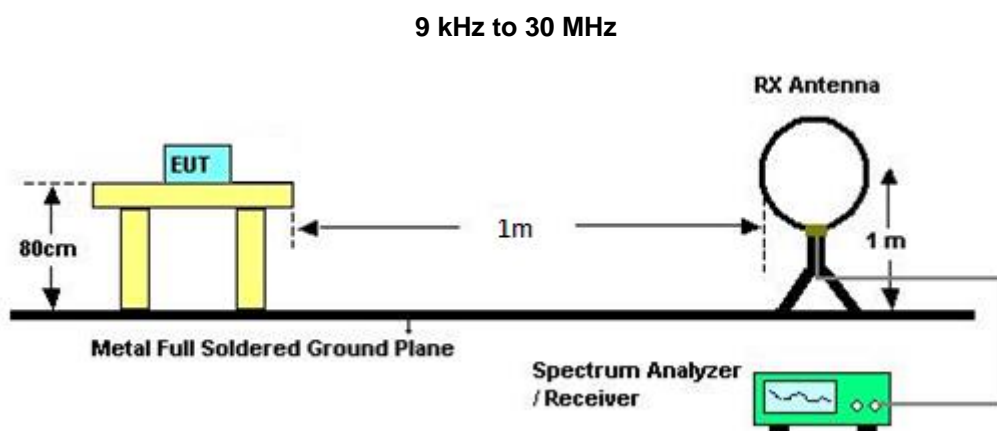 9 kHz to 30 MHz
RX Antenna
EUT
80cm
1m
1 m
Metal Full Soldered Ground Plane
Spectrum Analyzer
/ Receiver